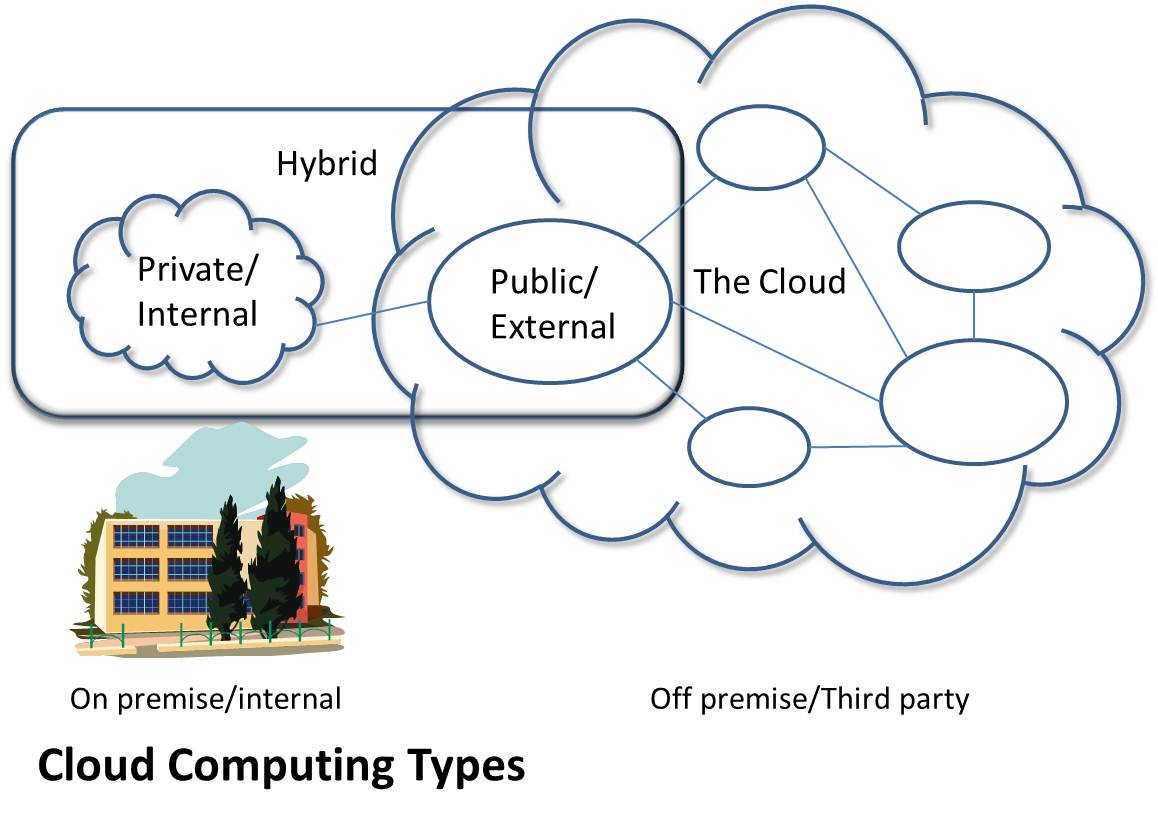 Hybrid
Private/
Internal
Public/
External
The Cloud
On premise/internal
Off premise/Third party
Cloud Computing Types